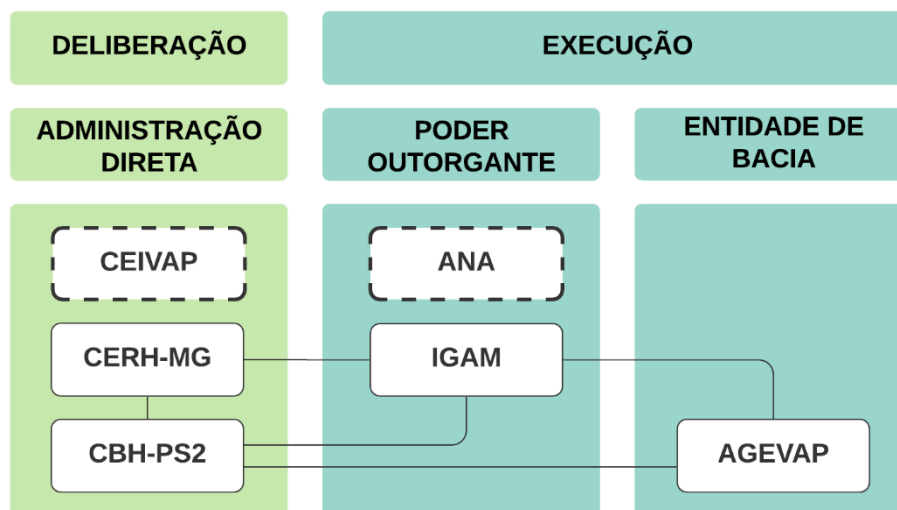 DELIBERAÇÃO
EXECUÇÃO
ADMINISTRAÇÃO
DIRETA
PODER
OUTORGANTE
ENTIDADE DE
BACIA
CEIVAP
ANA
CERH-MG
IGAM
CBH-PS2
AGEVAP